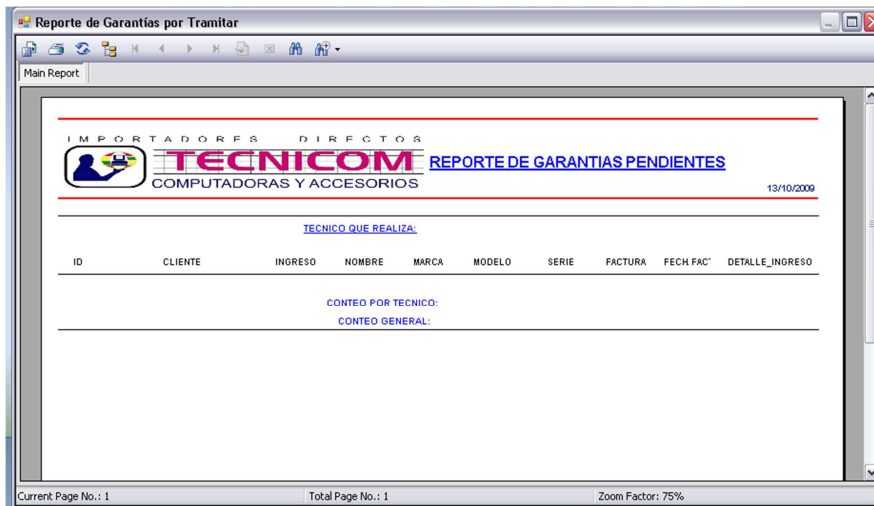 Reporte de Garantías por Tramitar
Main Report
IMPORTADORES DIRECTOS
TECNICOM
COMPUTADORAS Y ACCESORIOS
REPORTE DE GARANTIAS PENDIENTES
13/10/2009
TECNICO QUE REALIZA:
ID CLIENTE INGRESO NOMBRE MARCA MODELO SERIE FACTURA FECH FAC DETALLE_INGRESO
CONTEO POR TECNICO:
CONTEO GENERAL:
Current Page No.: 1 Total Page No.: 1 Zoom Factor: 75%